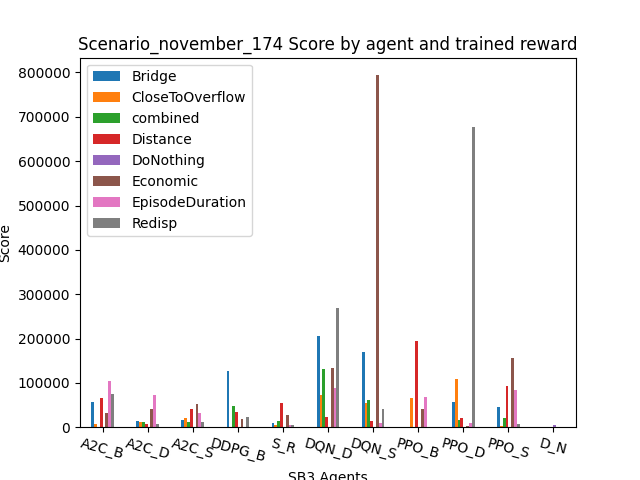 Scenario_november_174 Score by agent and trained reward
Score
800000
700000
600000
500000
400000
300000
200000
100000
0
Bridge
CloseToOverflow
combined
Distance
DoNothing
Economic
EpisodeDuration
Redisp
A2C_B
A2C_D
A2C_S
DDPG_B
S_R
DQN_D
DQN_S
PPO_B
PPO_D
PPO_S
D_N
SB3 Agents